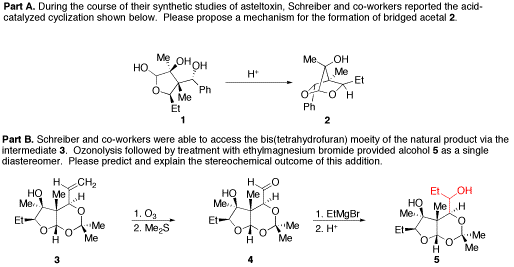 Part A. During the course of their synthetic studies of asteltoxin, Schreiber and co-workers reported the acid-
catalyzed cyclization shown below. Please propose a mechanism for the formation of bridged acetal 2.
Me OH OH
HO
Me Ph
O
Et
1
H+
Me OH
Me Et
O O H
Ph
2
Part B. Schreiber and co-workers were able to access the bis(tetrahydrofuran) moeity of the natural product via the
intermediate 3. Ozonolysis followed by treatment with ethylmagnesium bromide provided alcohol 5 as a single
diastereomer. Please predict and explain the stereochemical outcome of this addition.
CH2
HO Me H
Me
Et O
O O Me
H Me
3
1. O3
2. Me2S
O
HO Me H
Me
Et O
O O Me
H Me
4
1. EtMgBr
2. H+
Et OH
HO Me H
Me
Et O
O O Me
H Me
5